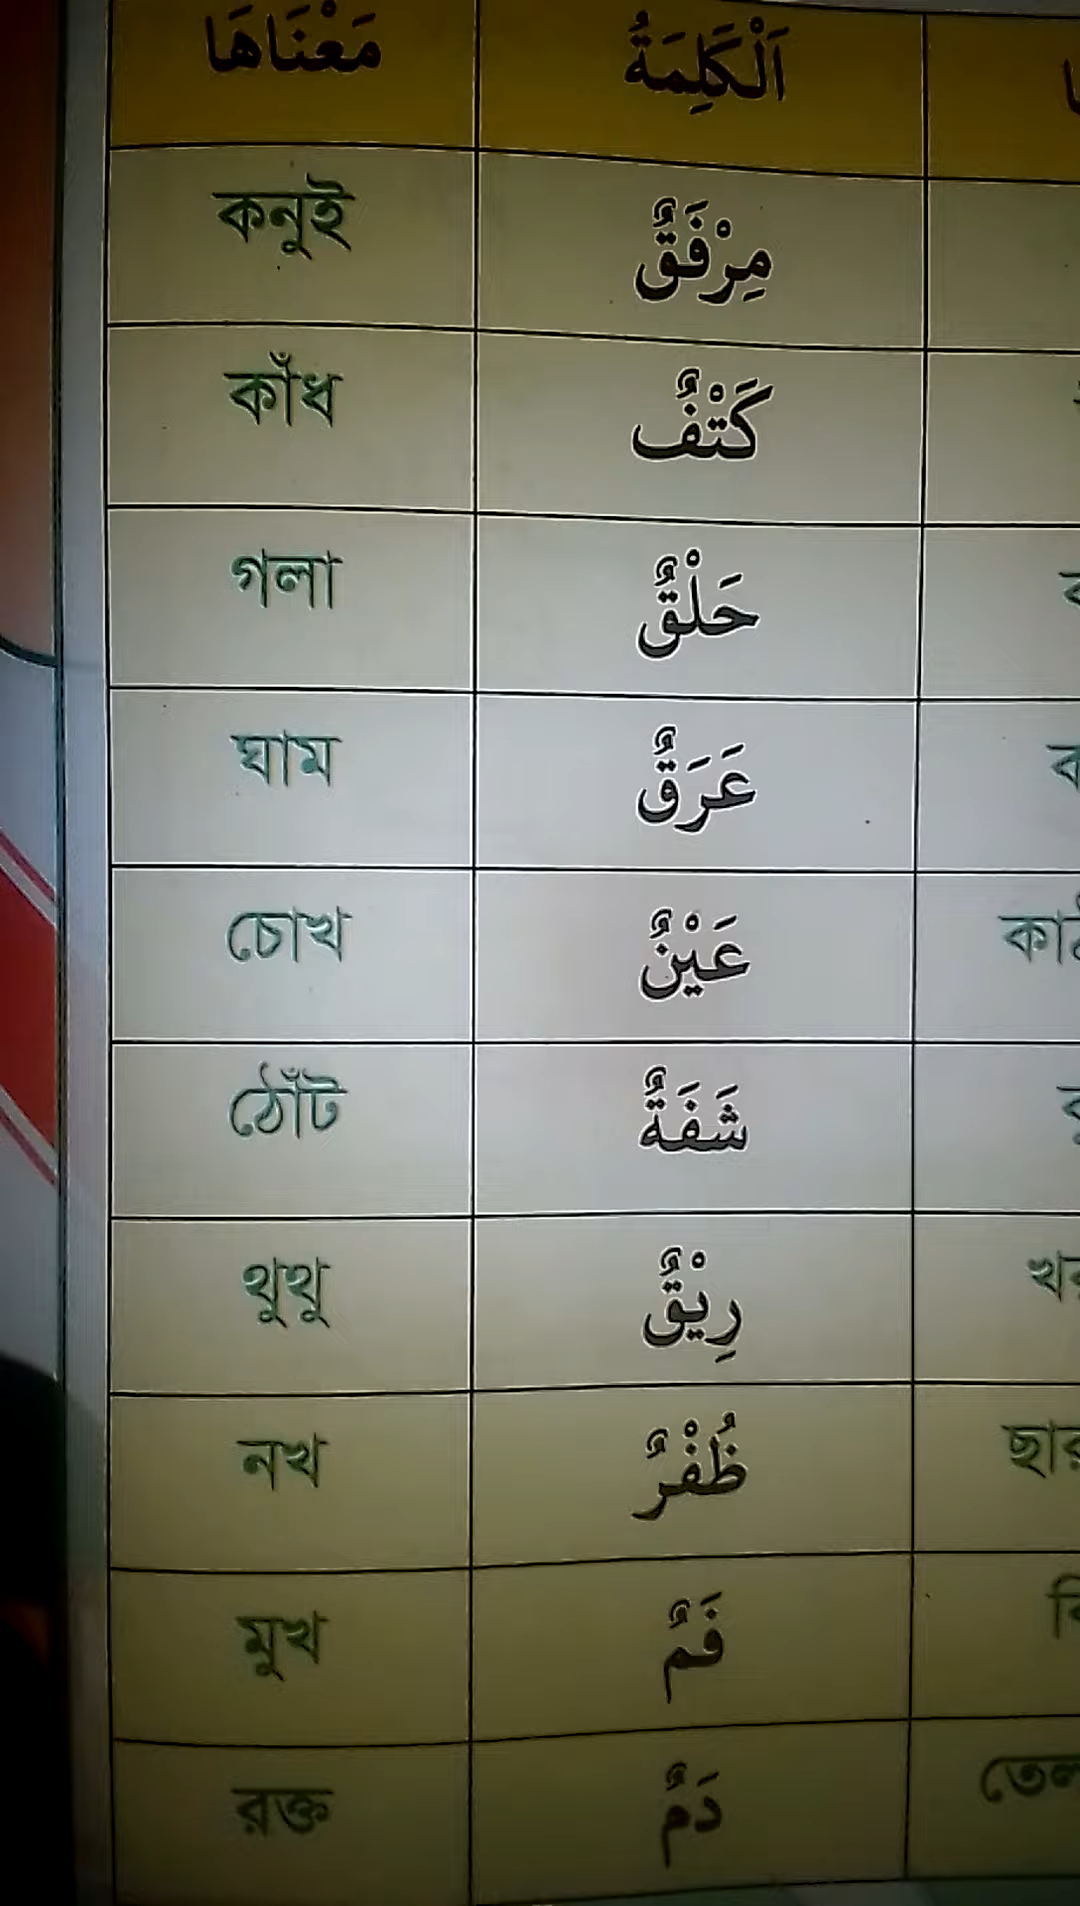 اَلْكَلِمَةُ مَعْنَاهَا
مِرْفَقٌ কনুই
كَتْفٌ কাঁধ
حَلْقٌ গলা
عَرَقٌ ঘাম
عَيْنٌ চোখ
شَفَةٌ ঠোঁট
رِيْقٌ থুথু
ظُفْرٌ নখ
فَمٌ মুখ
دَمٌ রক্ত